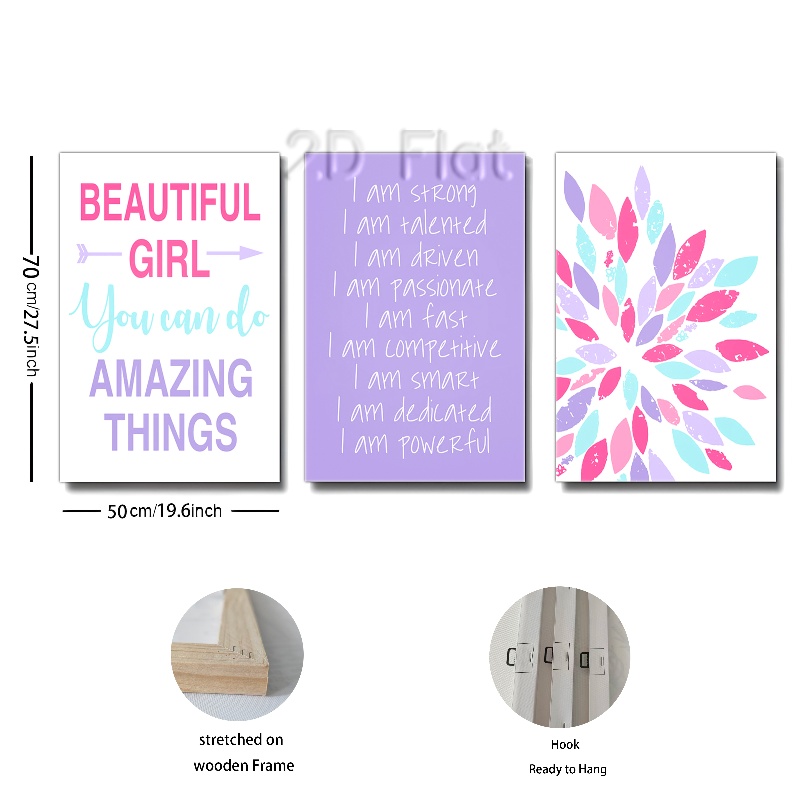 2D Flat
BEAUTIFUL
GIRL
You can do
AMAZING
THINGS
I am strong
I am talented
I am driven
I am passionate
I am fast
I am competitive
I am smart
I am dedicated
I am powerful
70 cm/27.5inch
50 cm/19.6inch
stretched on
wooden Frame
Hook
Ready to Hang